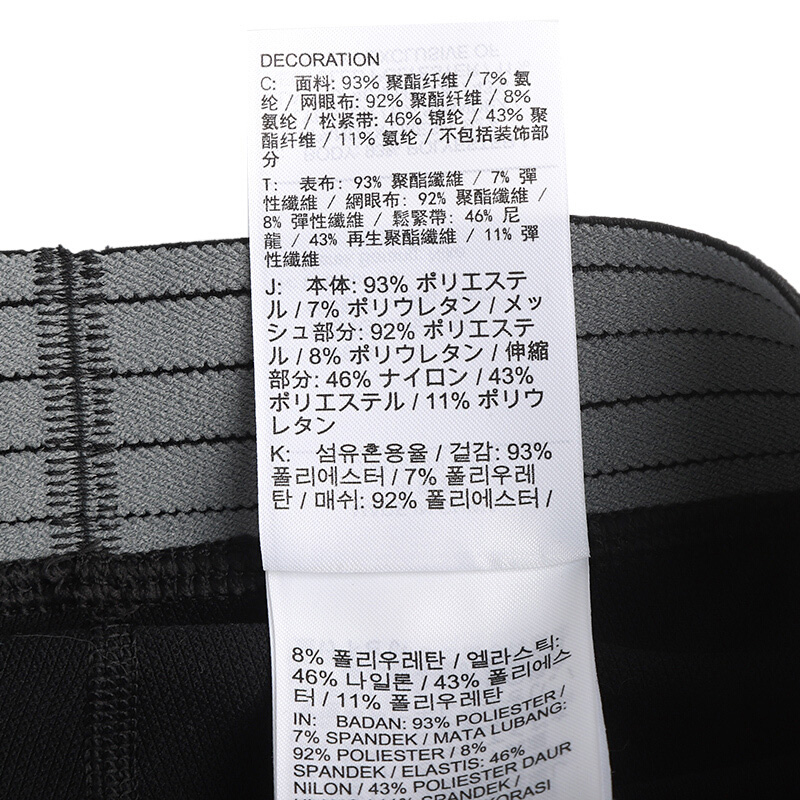 DECORATION
C: 面料: 93% 聚酯纤维 / 7% 氨
纶 / 网眼布: 92% 聚酯纤维 / 8%
氨纶 / 松紧带: 46% 锦纶 / 43% 聚
酯纤维 / 11% 氨纶 / 不包括装饰部
分
T: 表布: 93% 聚酯纖維 / 7% 彈
性纖維 / 網眼布: 92% 聚酯纖維 /
8% 彈性纖維 / 鬆緊帶: 46% 尼
龍 / 43% 再生聚酯纖維 / 11% 彈
性纖維
J: 本体: 93% ポリエステ
ル / 7% ポリウレタン / メッ
シュ部分: 92% ポリエステル
/ 8% ポリウレタン / 伸縮
部分: 46% ナイロン / 43%
ポリエステル / 11% ポリウ
レタン
K: 섬유혼용율 / 겉감: 93%
폴리에스터 / 7% 폴리우레
탄 / 매쉬: 92% 폴리에스터 /
8% 폴리우레탄 / 엘라스틱:
46% 나일론 / 43% 폴리에스
터 / 11% 폴리우레탄
IN: BADAN: 93% POLIESTER /
7% SPANDEK / MATA LUBANG:
92% POLIESTER / 8%
SPANDEK / ELASTIS: 46%
NILON / 43% POLIESTER DAUR